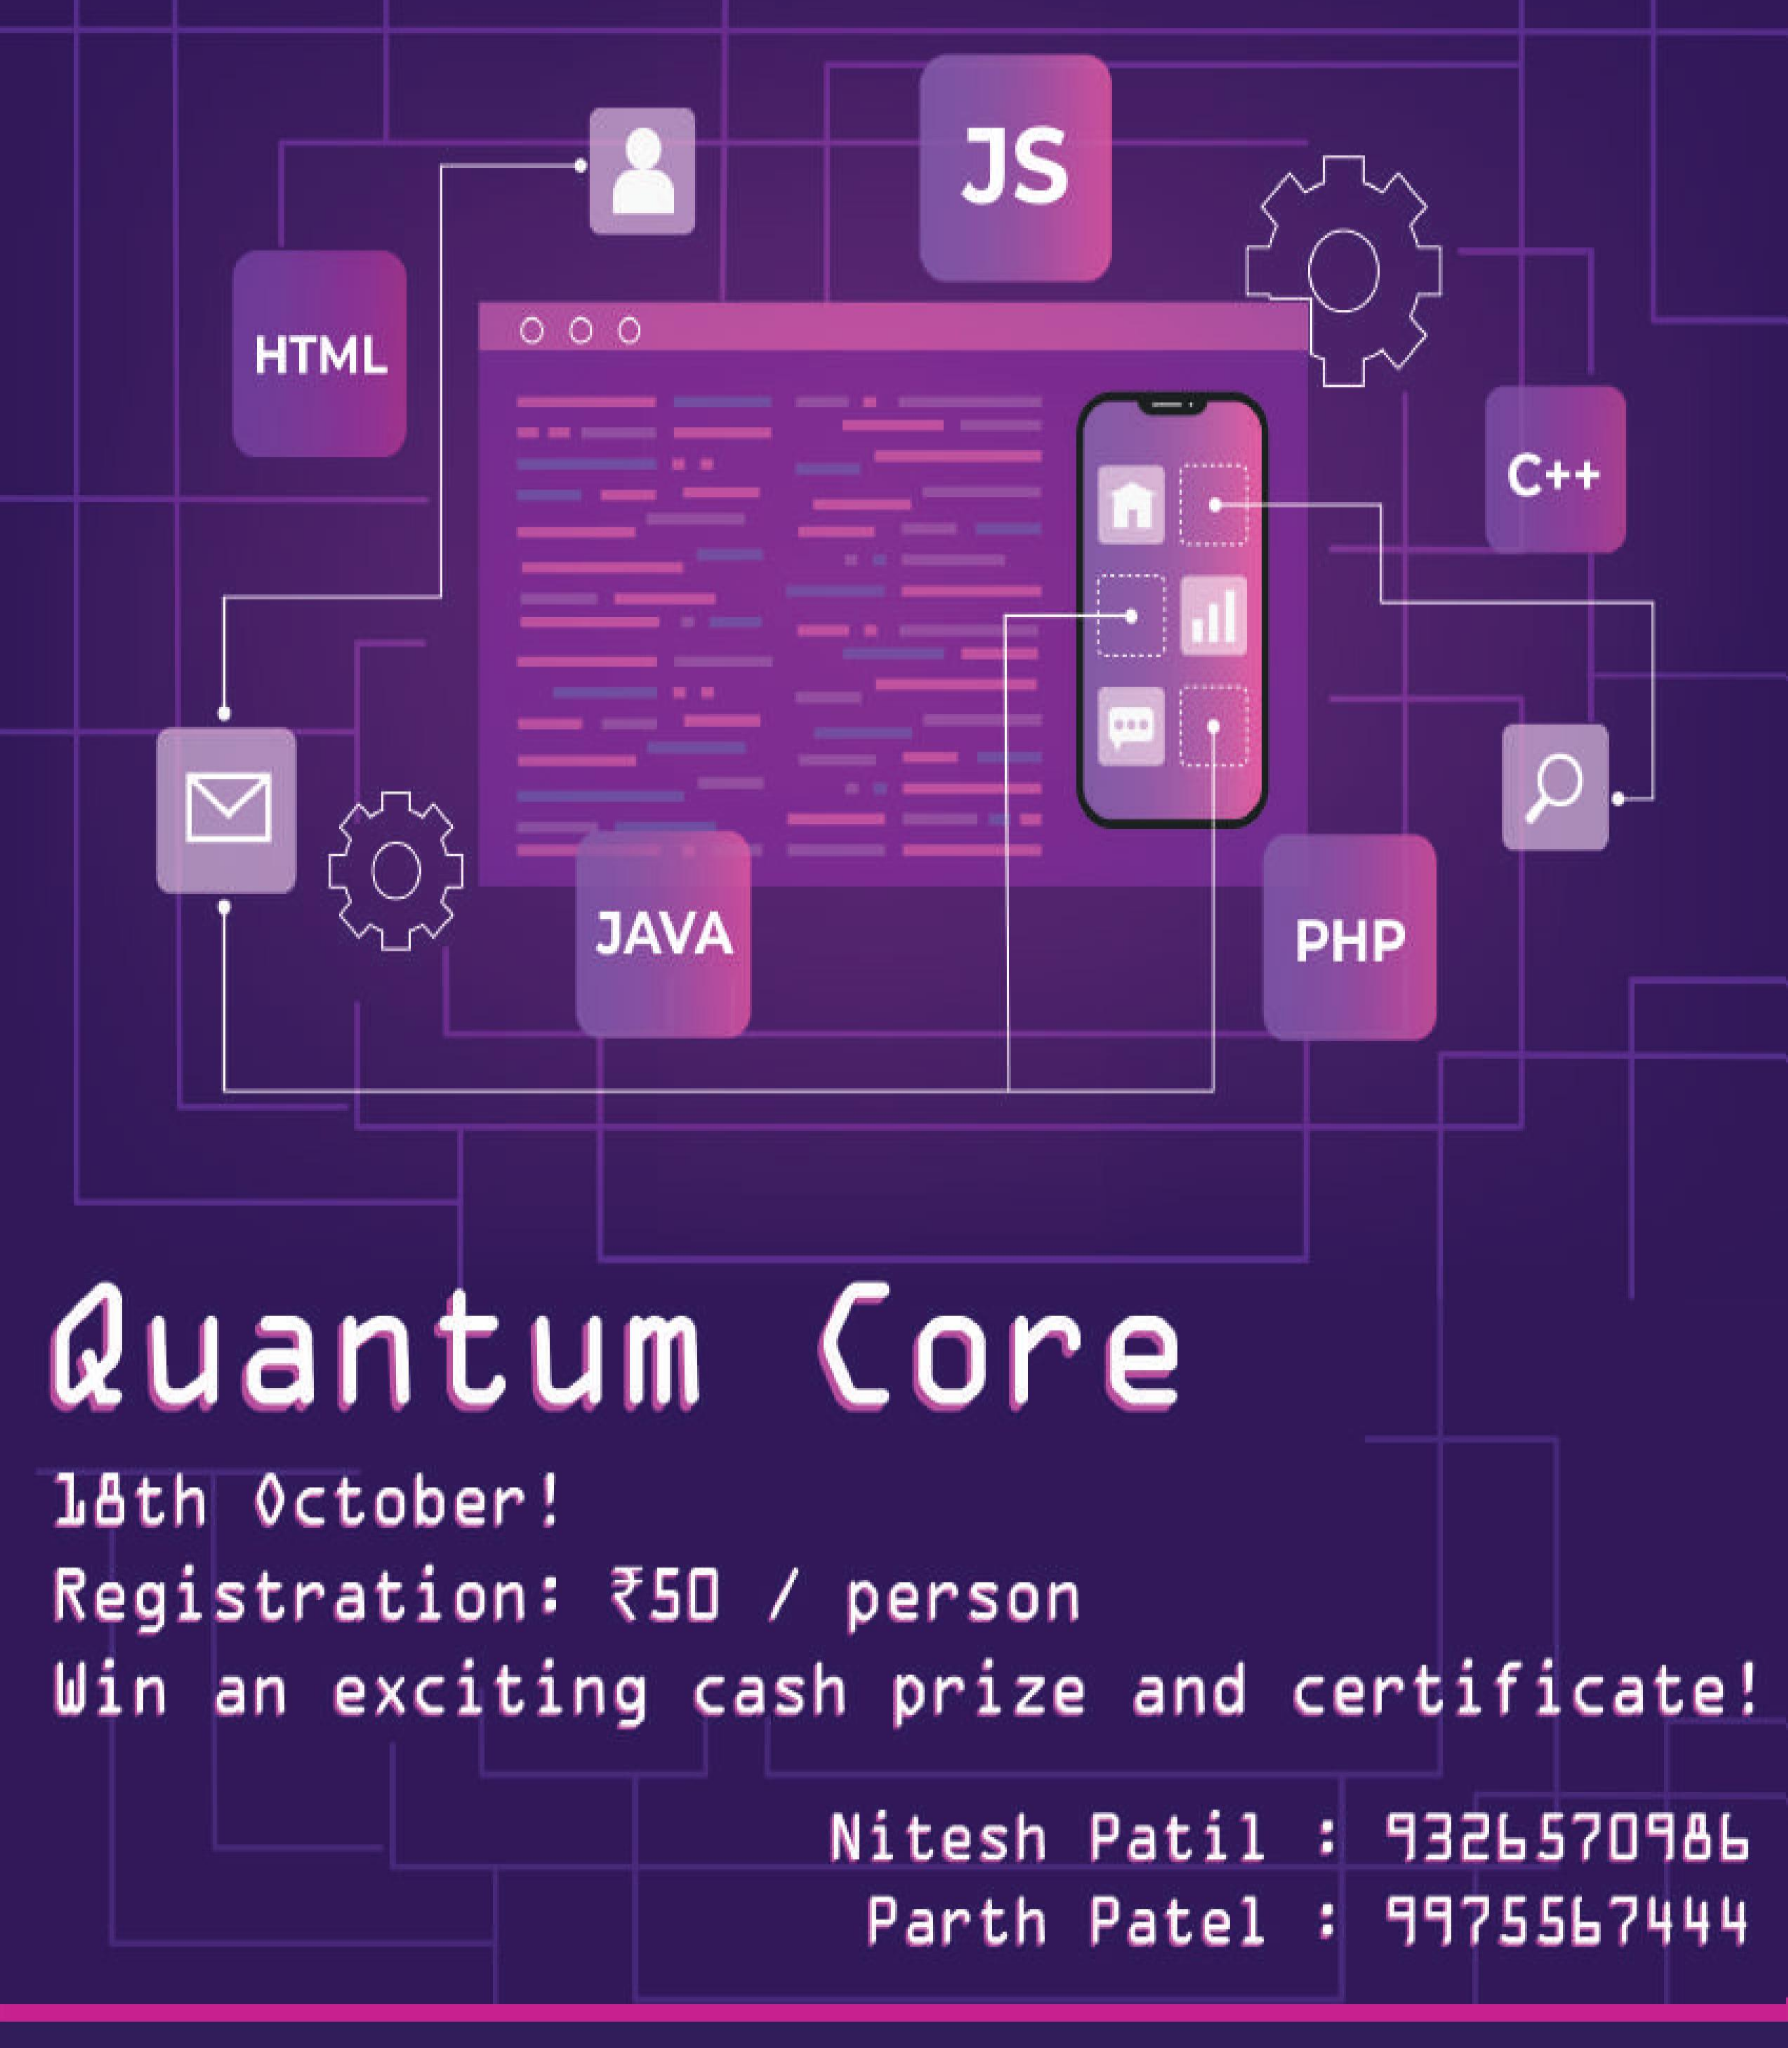 JS
HTML
C++
JAVA
PHP
Quantum Core
18th October!
Registration: ₹50 / person
Win an exciting cash prize and certificate!
Nitesh Patil : 9326570986
Parth Patel : 9975567444